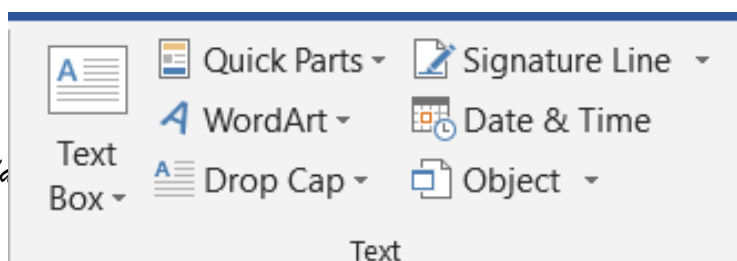 Text
Box
Quick Parts
WordArt
Drop Cap
Signature Line
Date & Time
Object
Text